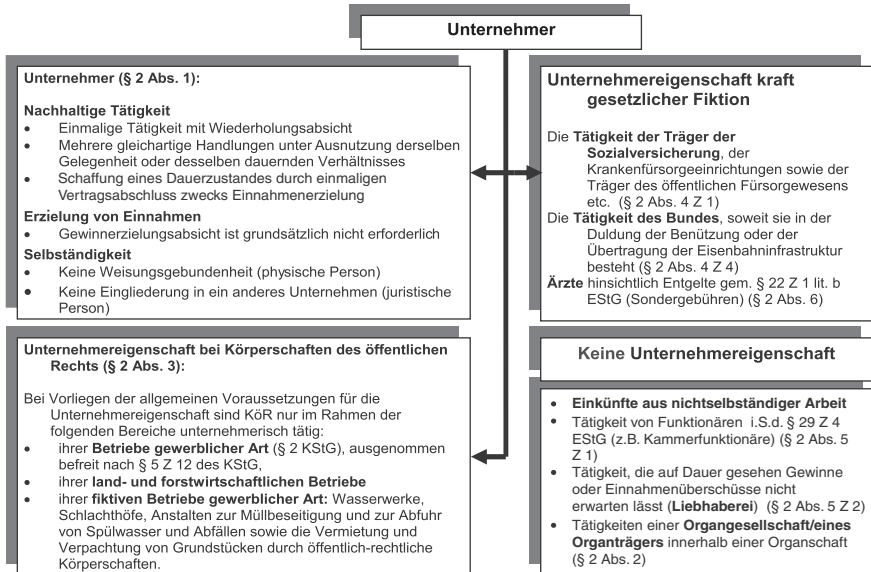 Unternehmer
Unternehmer (§ 2 Abs. 1):
Nachhaltige Tätigkeit
• Einmalige Tätigkeit mit Wiederholungsabsicht
• Mehrere gleichartige Handlungen unter Ausnutzung derselben
Gelegenheit oder desselben dauernden Verhältnisses
• Schaffung eines Dauerzustandes durch einmaligen
Vertragsabschluss zwecks Einnahmenerzielung
Erzielung von Einnahmen
• Gewinnerzielungsabsicht ist grundsätzlich nicht erforderlich
Selbständigkeit
• Keine Weisungsgebundenheit (physische Person)
• Keine Eingliederung in ein anderes Unternehmen (juristische
Person)
Unternehmereigenschaft kraft
gesetzlicher Fiktion
Die Tätigkeit der Träger der
Sozialversicherung, der
Krankenfürsorgeeinrichtungen sowie der
Träger des öffentlichen Fürsorgewesens
etc. (§ 2 Abs. 4 Z 1)
Die Tätigkeit des Bundes, soweit sie in der
Duldung der Benützung oder der
Übertragung der Eisenbahninfrastruktur
besteht (§ 2 Abs. 4 Z 4)
Ärzte hinsichtlich Entgelte gem. § 22 Z 1 lit. b
EStG (Sondergebühren) (§ 2 Abs. 6)
Unternehmereigenschaft bei Körperschaften des öffentlichen
Rechts (§ 2 Abs. 3):
Bei Vorliegen der allgemeinen Voraussetzungen für die
Unternehmereigenschaft sind KöR nur im Rahmen der
folgenden Bereiche unternehmerisch tätig:
• ihrer Betriebe gewerblicher Art (§ 2 KStG), ausgenommen
befreit nach § 5 Z 12 des KStG,
• ihrer land- und forstwirtschaftlichen Betriebe
• ihrer fiktiven Betriebe gewerblicher Art: Wasserwerke,
Schlachthöfe, Anstalten zur Müllbeseitigung und zur Abfuhr
von Spülwasser und Abfällen sowie die Vermietung und
Verpachtung von Grundstücken durch öffentlich-rechtliche
Körperschaften.
Keine Unternehmereigenschaft
• Einkünfte aus nichtselbständiger Arbeit
• Tätigkeit von Funktionären i.S.d. § 29 Z 4
EStG (z.B. Kammerfunktionäre) (§ 2 Abs. 5
Z 1)
• Tätigkeit, die auf Dauer gesehen Gewinne
oder Einnahmenüberschüsse nicht
erwarten lässt (Liebhaberei) (§ 2 Abs. 5 Z 2)
• Tätigkeiten einer Organgesellschaft/eines
Organträgers innerhalb einer Organschaft
(§ 2 Abs. 2)